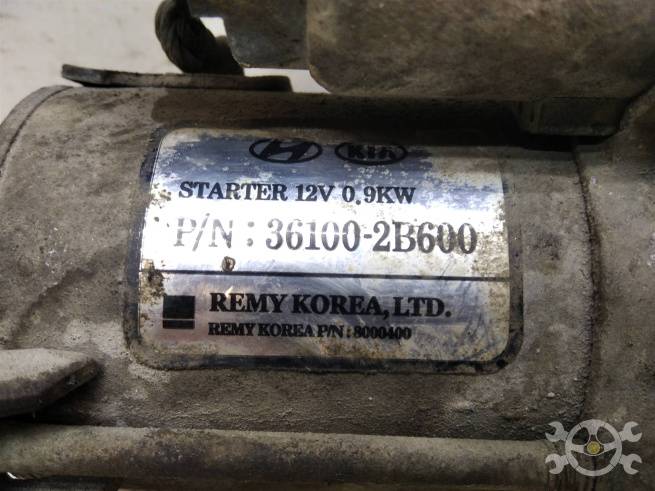 KIA
STARTER 12V 0.9KW
P/N : 36100-2B600
REMY KOREA, LTD.
REMY KOREA P/N : 8000400